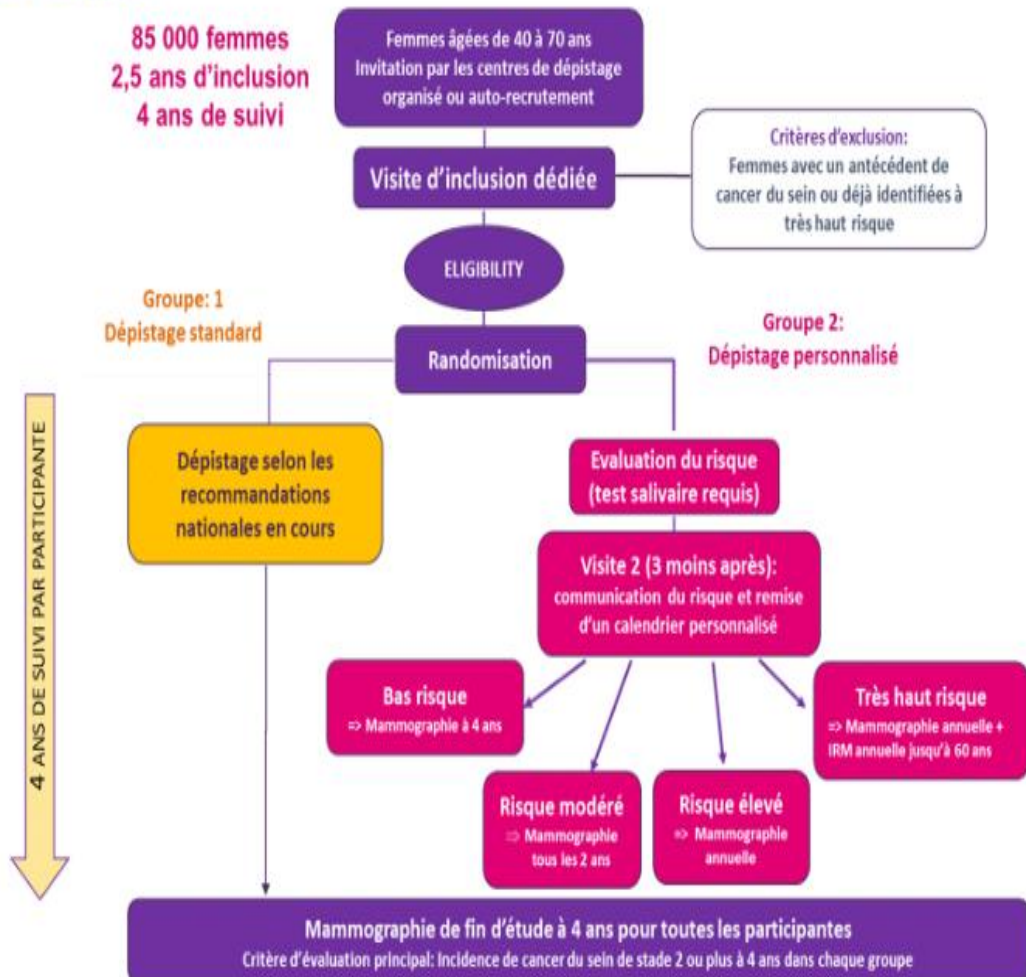 85 000 femmes
2,5 ans d'inclusion
4 ans de suivi
Femmes âgées de 40 à 70 ans
Invitation par les centres de dépistage
organisé ou auto-recrutement
Critères d'exclusion:
Femmes avec un antécédent de
cancer du sein ou déjà identifiées à
très haut risque
Visite d'inclusion dédiée
ELIGIBILITY
Groupe: 1
Dépistage standard
Groupe 2:
Dépistage personnalisé
Randomisation
4 ANS DE SUIVI PAR PARTICIPANTE
Dépistage selon les
recommandations
nationales en cours
Evaluation du risque
(test salivaire requis)
Visite 2 (3 moins après):
communication du risque et remise
d'un calendrier personnalisé
Bas risque
=> Mammographie à 4 ans
Risque modéré
⇒ Mammographie
tous les 2 ans
Risque élevé
=> Mammographie
annuelle
Très haut risque
=> Mammographie annuelle +
IRM annuelle jusqu'à 60 ans
Mammographie de fin d'étude à 4 ans pour toutes les participantes
Critère d'évaluation principal: Incidence de cancer du sein de stade 2 ou plus à 4 ans dans chaque groupe